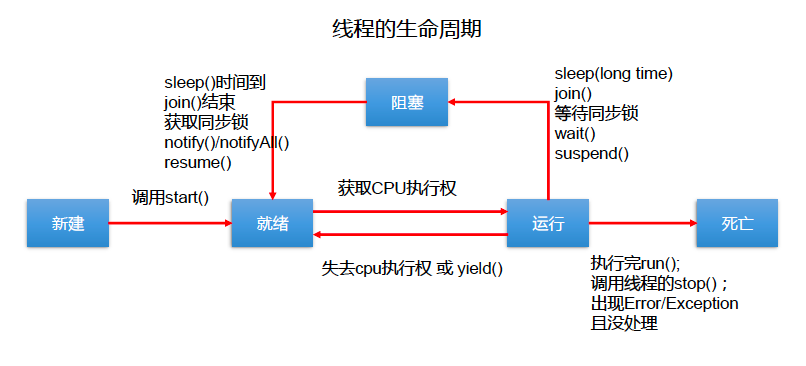 线程的生命周期
sleep()时间到
join()结束
获取同步锁
notify()/notifyAll()
resume()
阻塞
sleep(long time)
join()
等待同步锁
wait()
suspend()
调用start()
获取CPU执行权
新建
就绪
运行
死亡
失去cpu执行权 或 yield()
执行完run();
调用线程的stop() ;
出现Error/Exception
且没处理